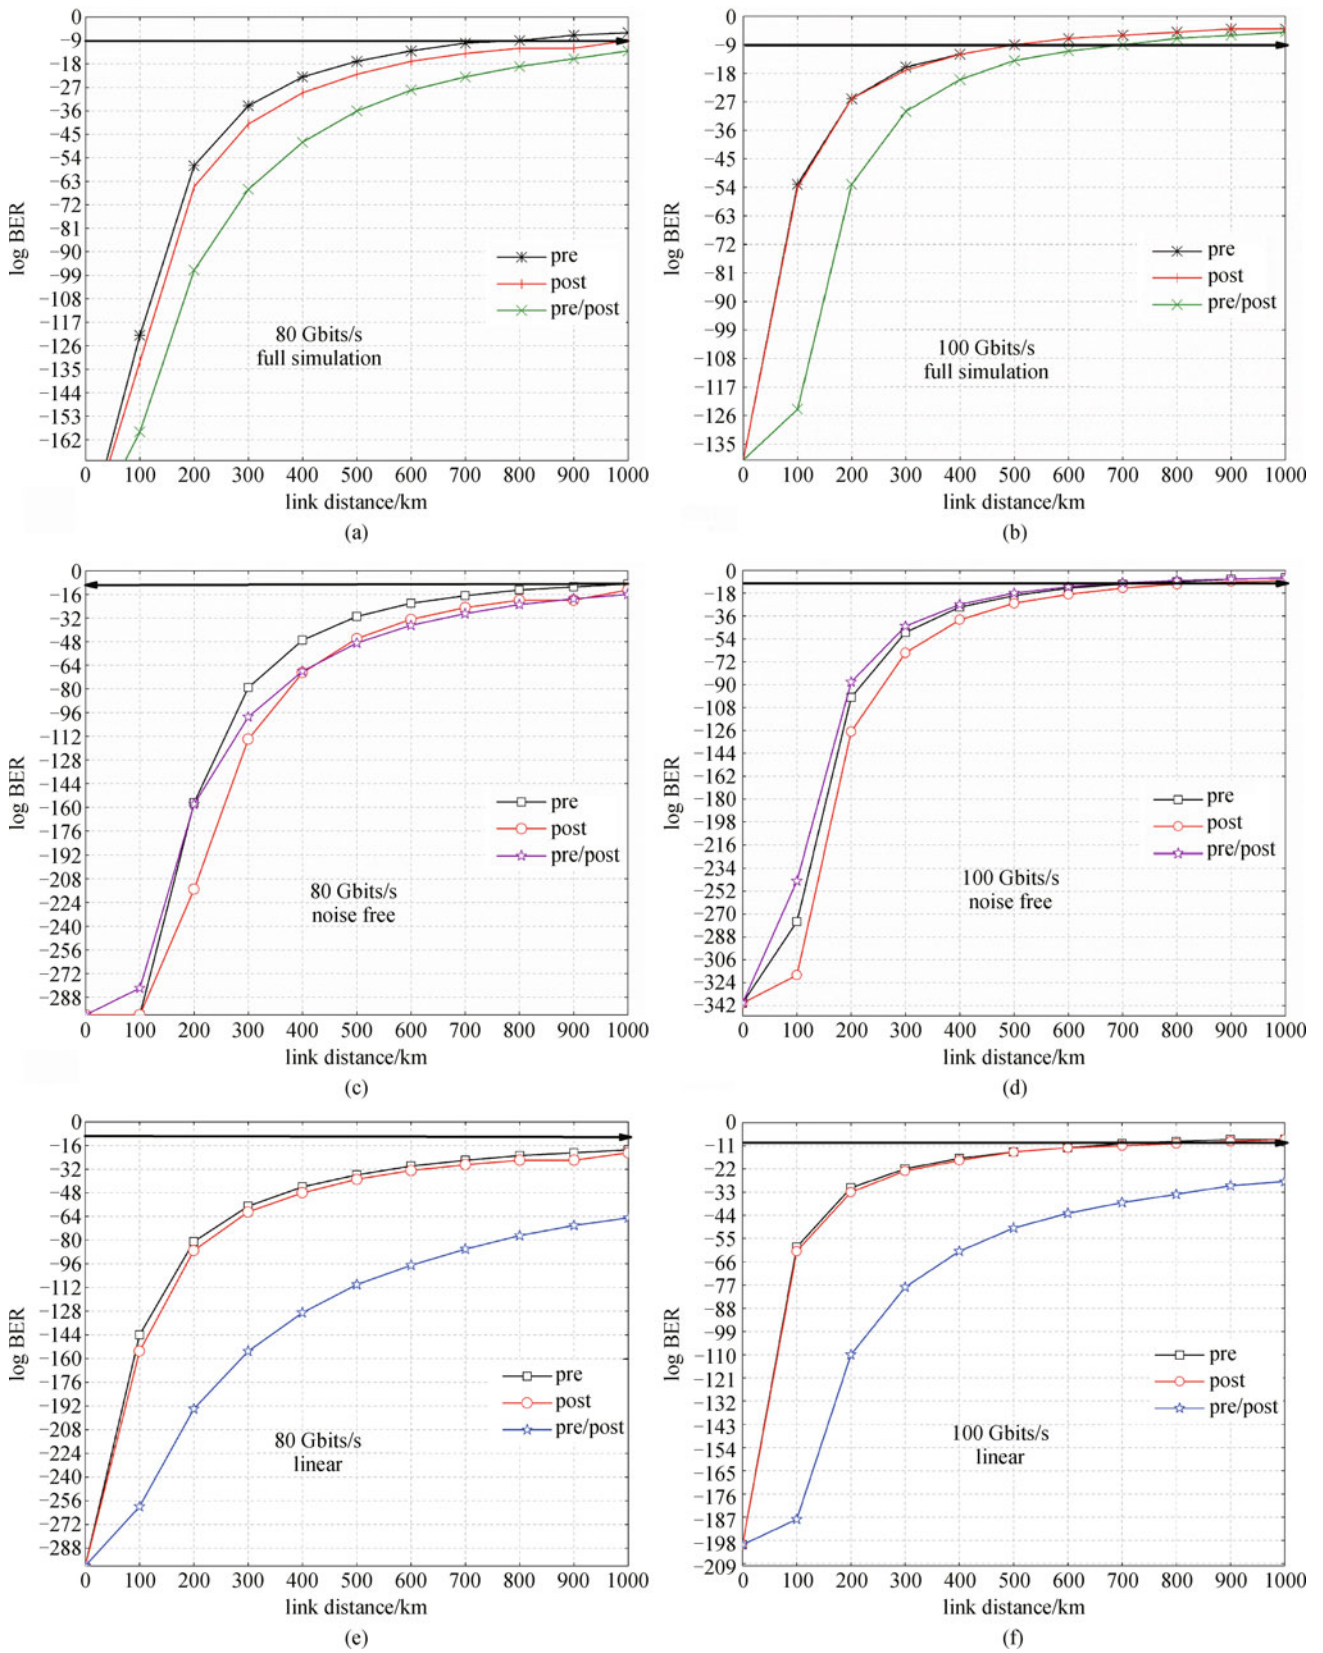 0
−9
−18
−27
−36
−45
−54
−63
−72
−81
−90
−99
−108
−117
−126
−135
−144
−153
−162
log BER
pre
post
pre/post
80 Gbits/s
full simulation
0 100 200 300 400 500 600 700 800 900 1000
link distance/km
(a)
0
−9
−18
−27
−36
−45
−54
−63
−72
−81
−90
−99
−108
−117
−126
−135
log BER
pre
post
pre/post
100 Gbits/s
full simulation
0 100 200 300 400 500 600 700 800 900 1000
link distance/km
(b)
0
−16
−32
−48
−64
−80
−96
−112
−128
−144
−160
−176
−192
−208
−224
−240
−256
−272
−288
log BER
pre
post
pre/post
80 Gbits/s
noise free
0 100 200 300 400 500 600 700 800 900 1000
link distance/km
(c)
0
−18
−36
−54
−72
−90
−108
−126
−144
−162
−180
−198
−216
−234
−252
−270
−288
−306
−324
−342
log BER
pre
post
pre/post
100 Gbits/s
noise free
0 100 200 300 400 500 600 700 800 900 1000
link distance/km
(d)
0
−16
−32
−48
−64
−80
−96
−112
−128
−144
−160
−176
−192
−208
−224
−240
−256
−272
−288
log BER
pre
post
pre/post
80 Gbits/s
linear
0 100 200 300 400 500 600 700 800 900 1000
link distance/km
(e)
0
−11
−22
−33
−44
−55
−66
−77
−88
−99
−110
−121
−132
−143
−154
−165
−176
−187
−198
−209
log BER
pre
post
pre/post
100 Gbits/s
linear
0 100 200 300 400 500 600 700 800 900 1000
link distance/km
(f)